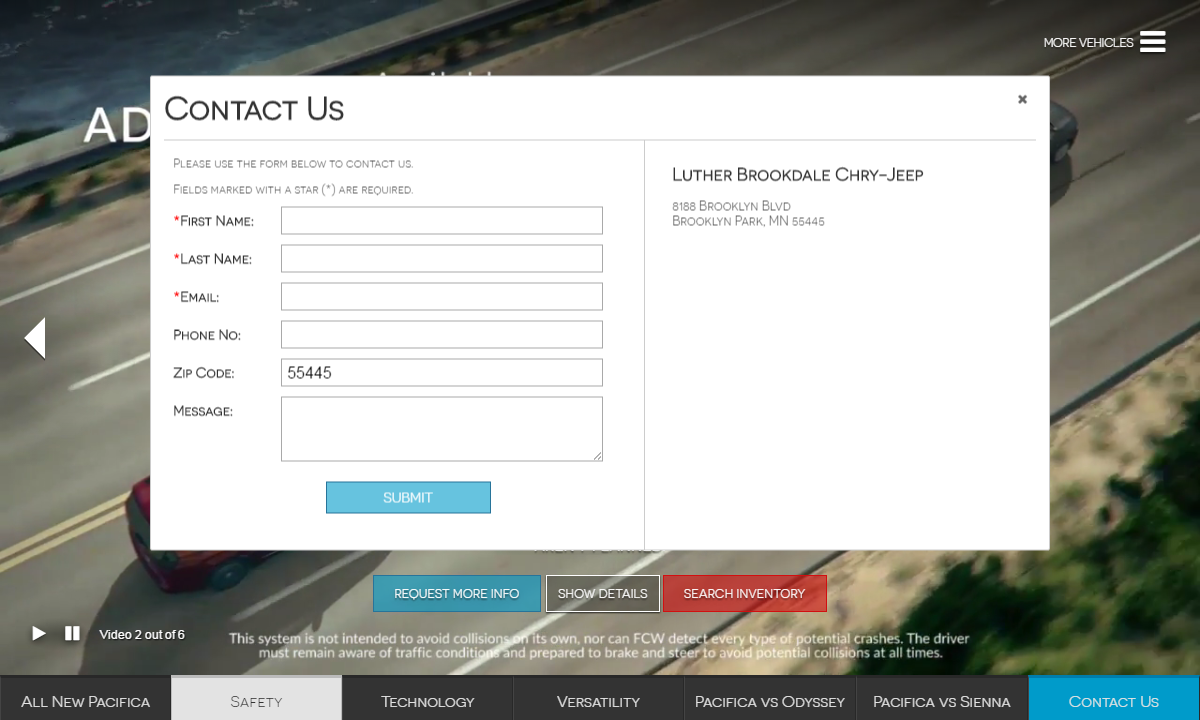 MORE VEHICLES
AD
Contact Us
Please use the form below to contact us.
Fields marked with a star (*) are required.
*First Name:
*Last Name:
*Email:
Phone No:
Zip Code:
55445
Message:
SUBMIT
Luther Brookdale Chry-Jeep
8188 Brooklyn Blvd
Brooklyn Park, MN 55445
REQUEST MORE INFO
SHOW DETAILS
SEARCH INVENTORY
Video 2 out of 6
This system is not intended to avoid collisions on its own, nor can FCW detect every type of potential crashes. The driver
must remain aware of traffic conditions and prepared to brake and steer to avoid potential collisions at all times.
All New Pacifica
Safety
Technology
Versatility
Pacifica vs Odyssey
Pacifica vs Sienna
Contact Us